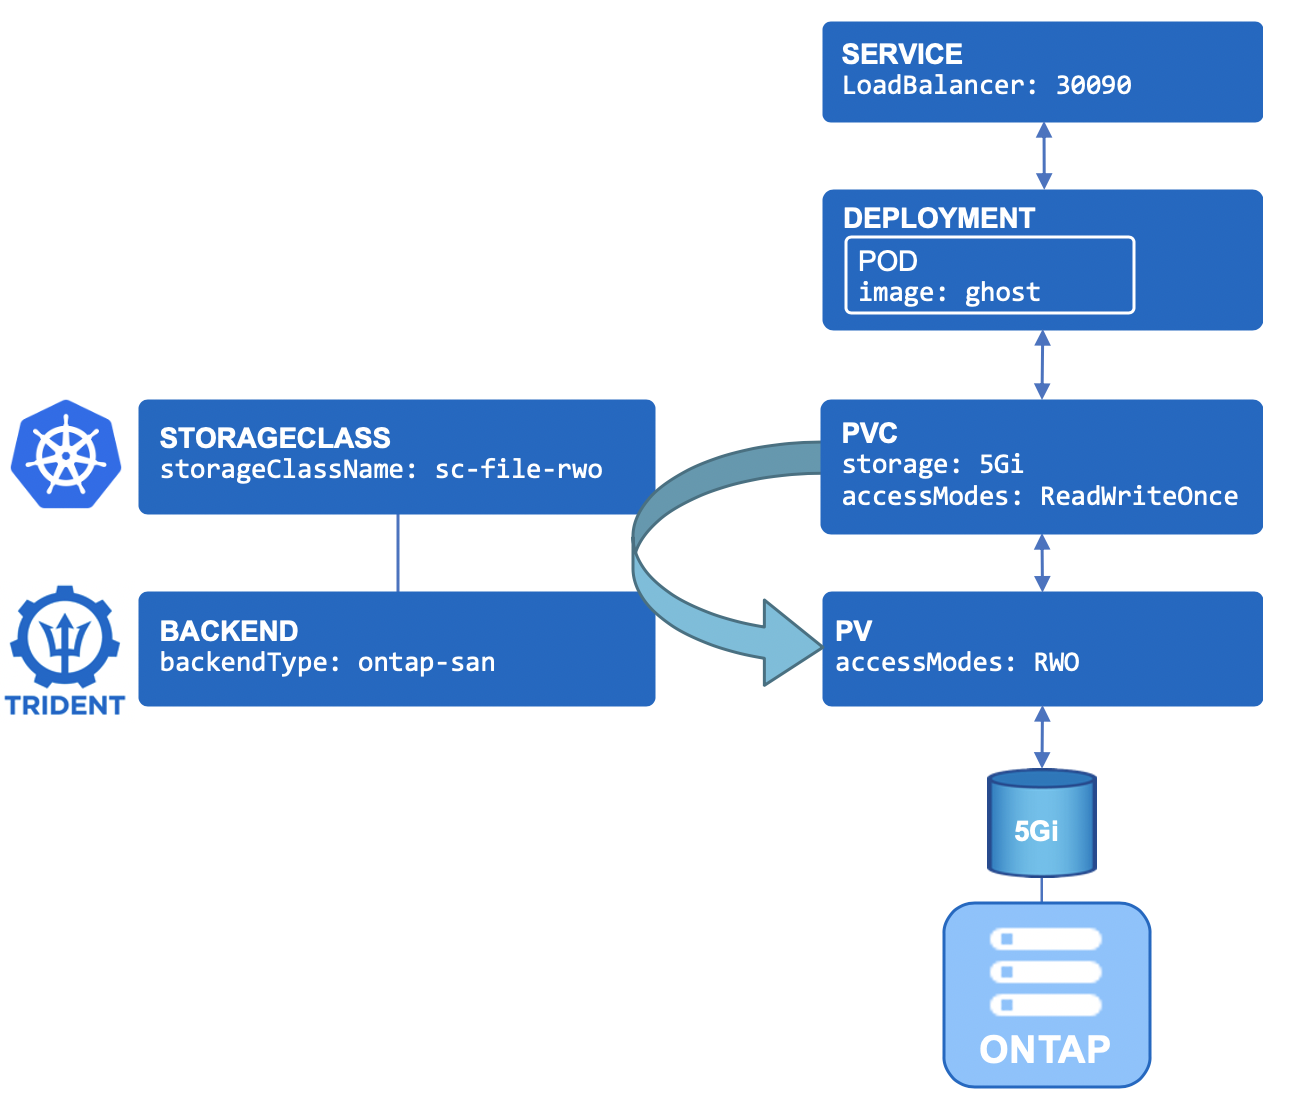 SERVICE
LoadBalancer: 30090
DEPLOYMENT
POD
image: ghost
STORAGECLASS
storageClassName: sc-file-rwo
PVC
storage: 5Gi
accessModes: ReadWriteOnce
BACKEND
backendType: ontap-san
TRIDENT
PV
accessModes: RWO
5Gi
ONTAP